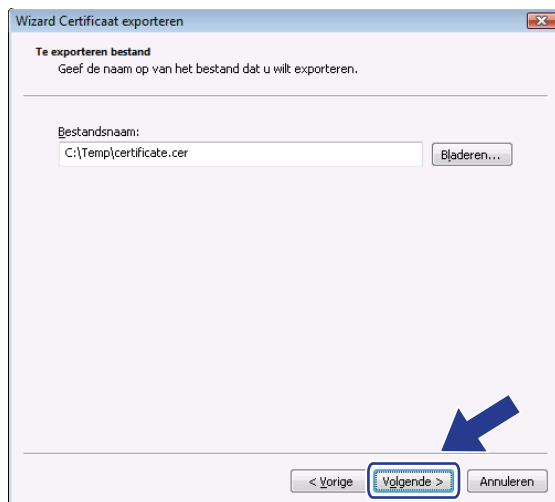 Wizard Certificaat exporteren
Te exporteren bestand
Geef de naam op van het bestand dat u wilt exporteren.
Bestandsnaam:
C:\Temp\certificate.cer
Bladeren...
< Vorige
Volgende >
Annuleren